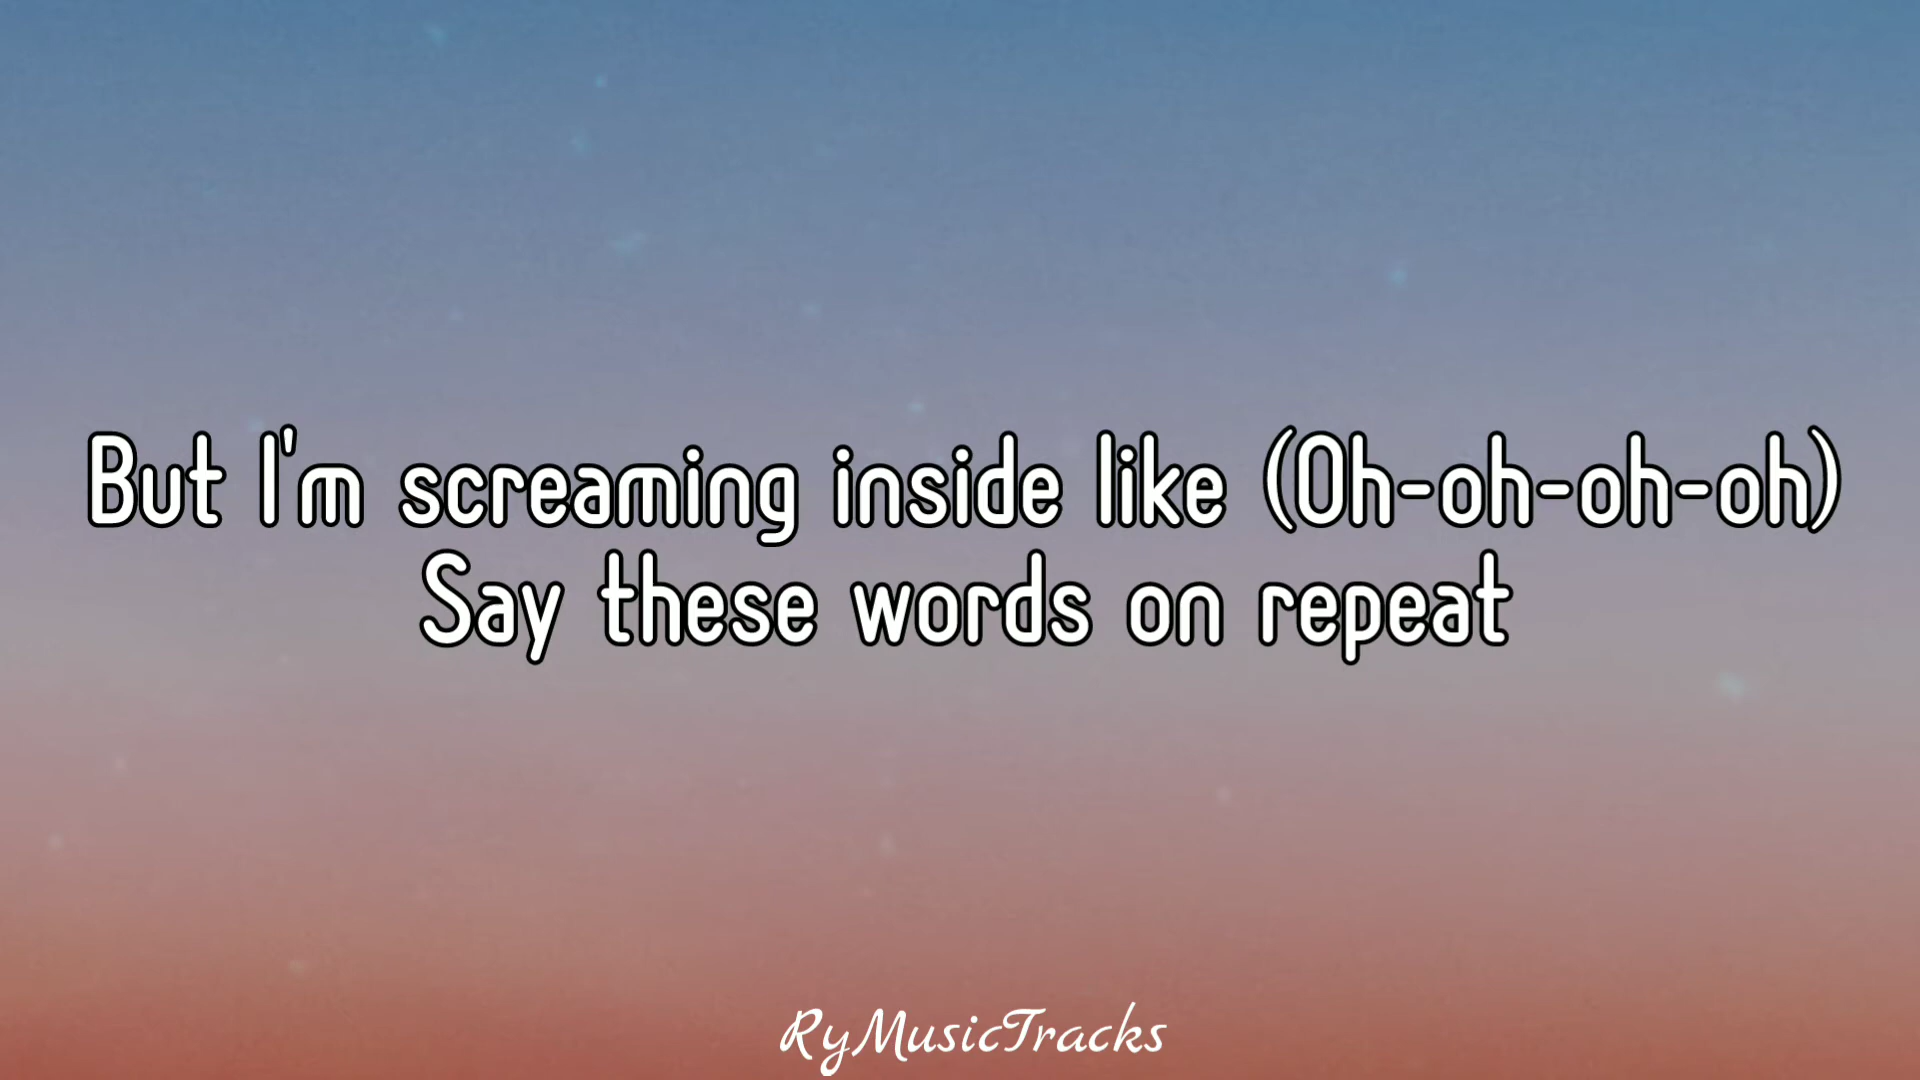 But I'm screaming inside like (Oh-oh-oh-oh)
Say these words on repeat
RyMusicTracks